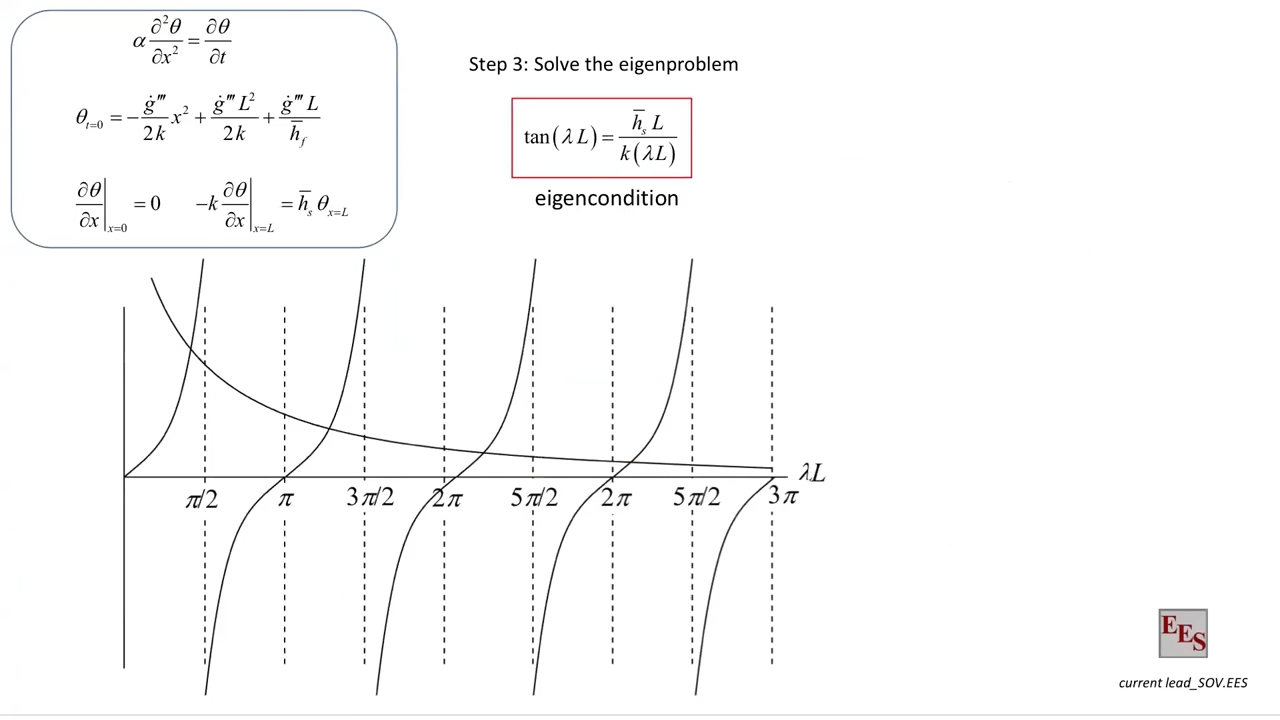 α ∂²θ/∂x² = ∂θ/∂t
θ_{t=0} = −(ġ''' / 2k) x² + ġ''' L² / 2k + ġ''' L / h̄_f
∂θ/∂x|_{x=0} = 0   −k ∂θ/∂x|_{x=L} = h̄_s θ_{x=L}
Step 3: Solve the eigenproblem
tan(λL) = h̄_s L / k(λL)
eigencondition
λL
π/2 π 3π/2 2π 5π/2 2π 5π/2 3π
EES
current lead_SOV.EES